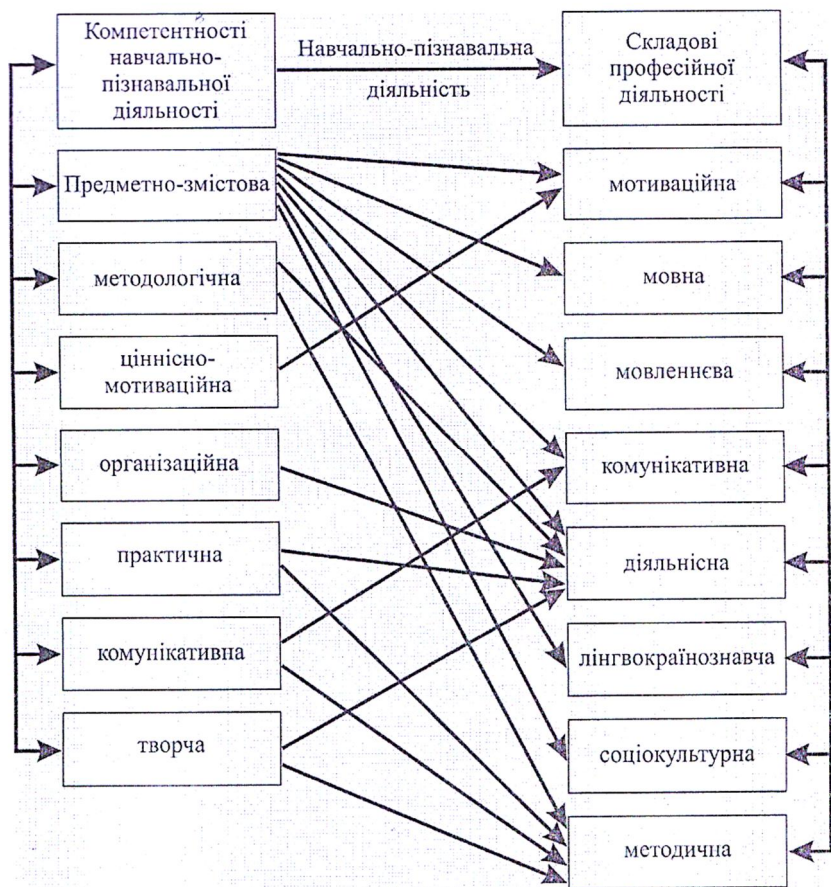 Компетентності
навчально-
пізнавальної
діяльності
Навчально-пізнавальна
діяльність
Складові
професійної
діяльності
Предметно-змістова
методологічна
ціннісно-
мотиваційна
організаційна
практична
комунікативна
творча
мотиваційна
мовна
мовленнєва
комунікативна
діяльнісна
лінгвокраїнознавча
соціокультурна
методична